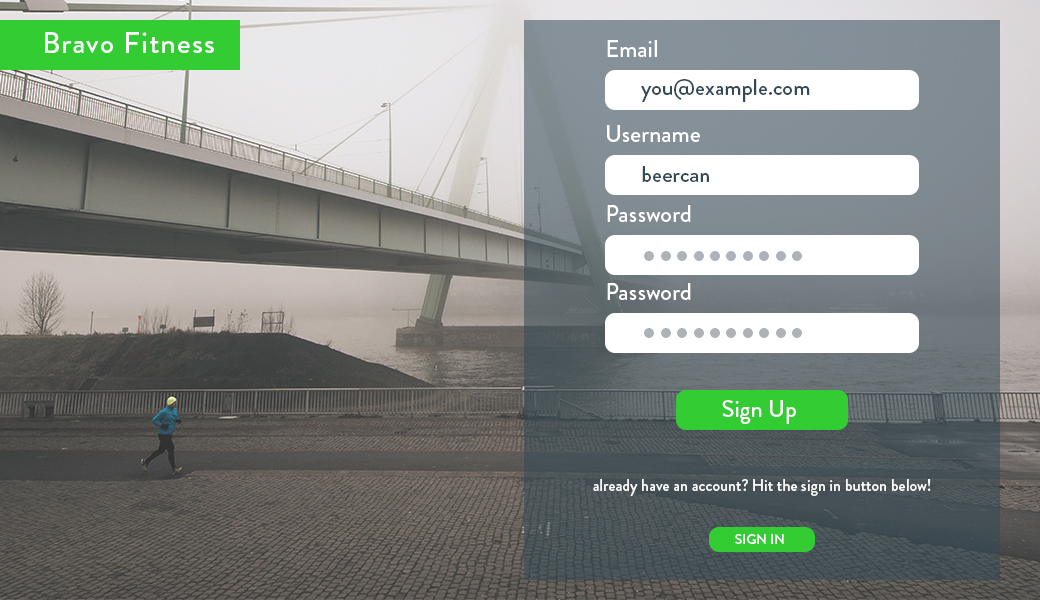 Bravo Fitness
Email
you@example.com
Username
beercan
Password
Password
Sign Up
already have an account? Hit the sign in button below!
SIGN IN